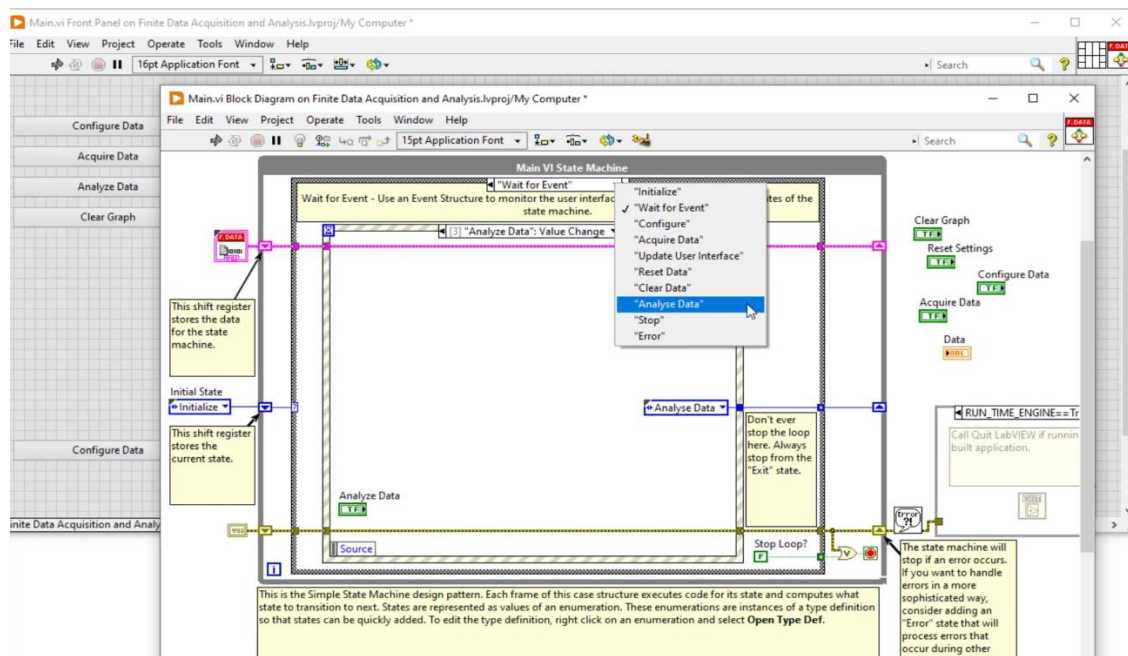 Main.vi Front Panel on Finite Data Acquisition and Analysis.lvproj/My Computer *
File Edit View Project Operate Tools Window Help
16pt Application Font
Search
F.DATA
Configure Data
Acquire Data
Analyze Data
Clear Graph
Configure Data
inite Data Acquisition and Analy
Main.vi Block Diagram on Finite Data Acquisition and Analysis.lvproj/My Computer *
File Edit View Project Operate Tools Window Help
15pt Application Font
Search
F.DATA
Main VI State Machine
"Wait for Event"
Wait for Event - Use an Event Structure to monitor the user interfac
tes of the
state machine.
[3] "Analyze Data": Value Change
"Initialize"
✓ "Wait for Event"
"Configure"
"Acquire Data"
"Update User Interface"
"Reset Data"
"Clear Data"
"Analyse Data"
"Stop"
"Error"
F.DATA
This shift register
stores the data
for the state
machine.
Initial State
Initialize
This shift register
stores the
current state.
Analyze Data
TF
Source
i
Analyse Data
Don't ever
stop the loop
here. Always
stop from the
"Exit" state.
Stop Loop?
F
V
Clear Graph
TF
Reset Settings
TF
Configure Data
TF
Acquire Data
TF
Data
DBL
RUN_TIME_ENGINE==Tr
Call Quit LabVIEW if runnin
built application.
Error
?!
The state machine will
stop if an error occurs.
If you want to handle
errors in a more
sophisticated way,
consider adding an
"Error" state that will
process errors that
occur during other
This is the Simple State Machine design pattern. Each frame of this case structure executes code for its state and computes what
state to transition to next. States are represented as values of an enumeration. These enumerations are instances of a type definition
so that states can be quickly added. To edit the type definition, right click on an enumeration and select Open Type Def.